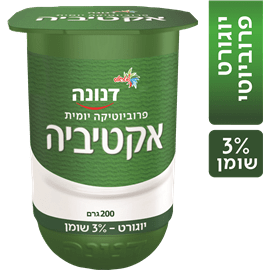 דנונה
פרוביוטיקה יומית
אקטיביה
200 גרם
יוגורט - 3% שומן
יוגורט
פרוביוטי
3%
שומן